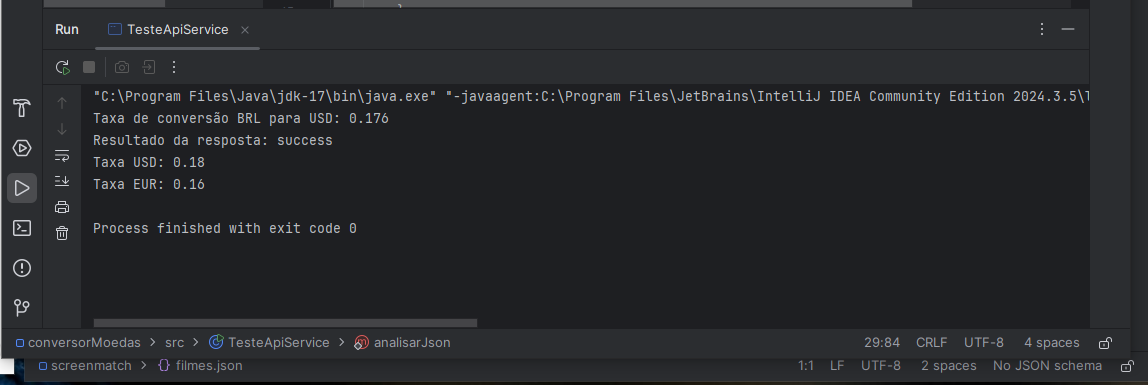 Run TesteApiService
"C:\Program Files\Java\jdk-17\bin\java.exe" "-javaagent:C:\Program Files\JetBrains\IntelliJ IDEA Community Edition 2024.3.5\
Taxa de conversão BRL para USD: 0.176
Resultado da resposta: success
Taxa USD: 0.18
Taxa EUR: 0.16
Process finished with exit code 0
conversorMoedas > src > TesteApiService > analisarJson 29:84 CRLF UTF-8 4 spaces
screenmatch > {} filmes.json 1:1 LF UTF-8 2 spaces No JSON schema